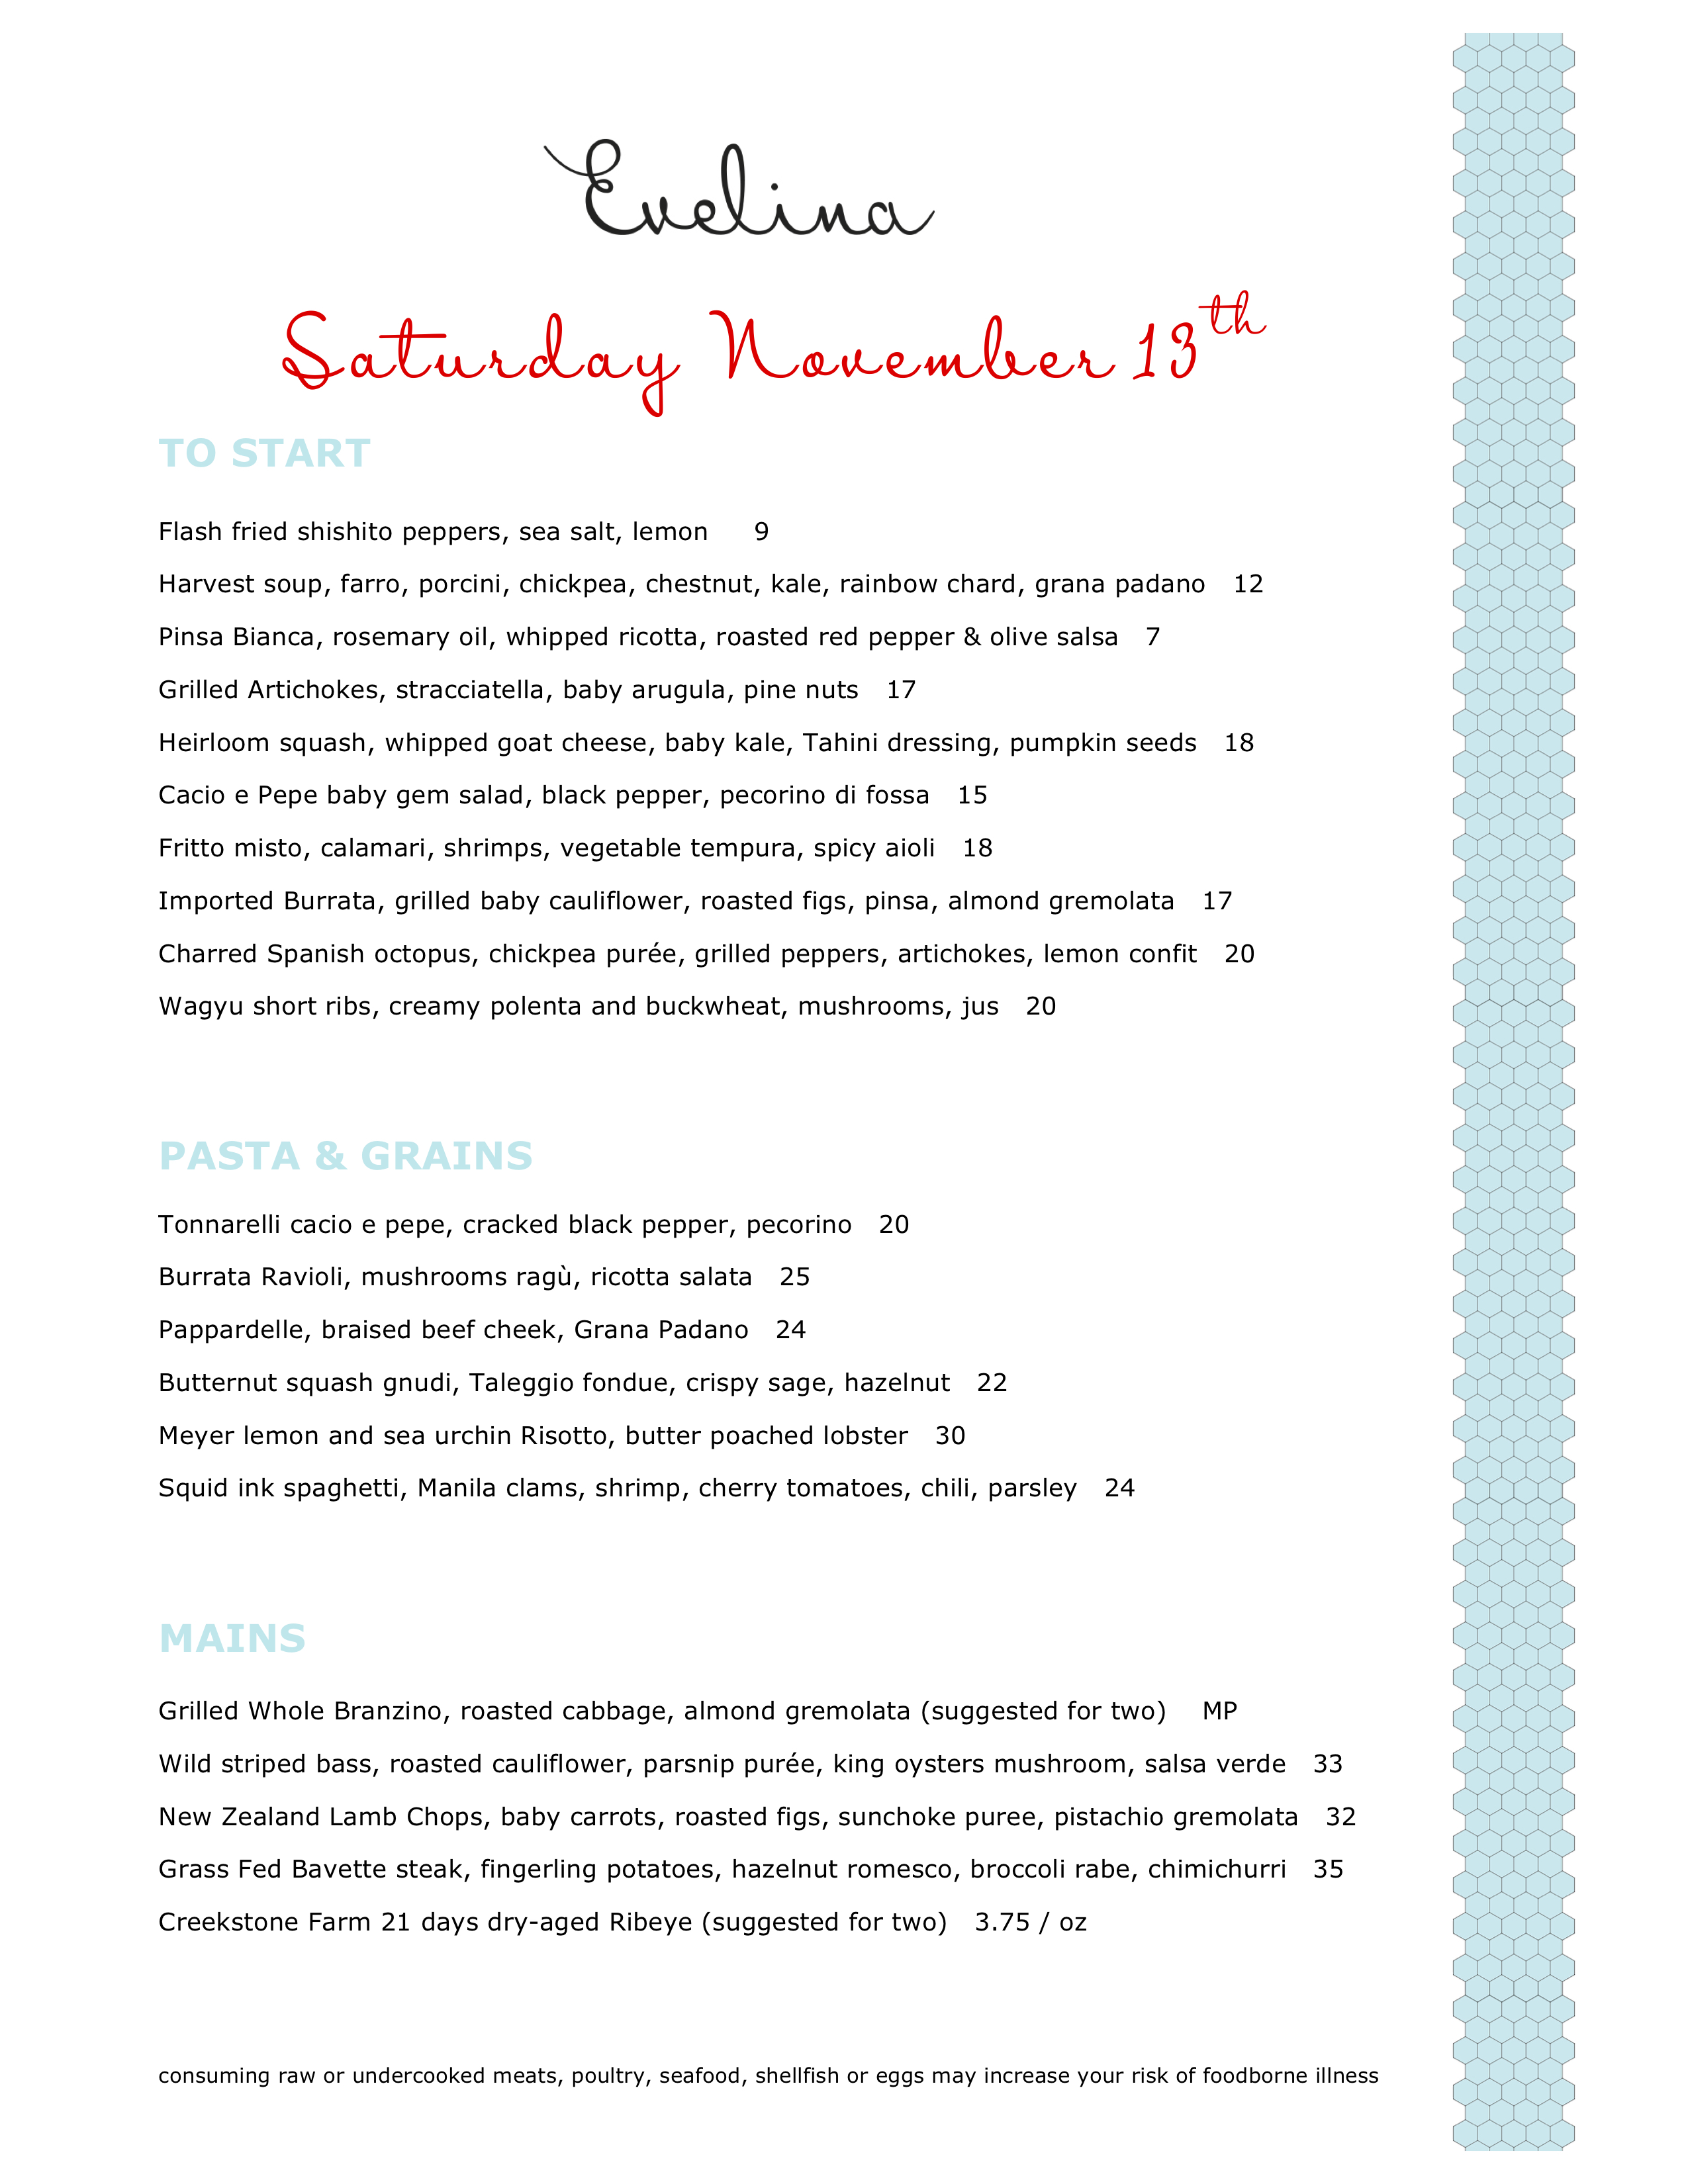 Evelina
Saturday November 13th
TO START
Flash fried shishito peppers, sea salt, lemon 9
Harvest soup, farro, porcini, chickpea, chestnut, kale, rainbow chard, grana padano 12
Pinsa Bianca, rosemary oil, whipped ricotta, roasted red pepper & olive salsa 7
Grilled Artichokes, stracciatella, baby arugula, pine nuts 17
Heirloom squash, whipped goat cheese, baby kale, Tahini dressing, pumpkin seeds 18
Cacio e Pepe baby gem salad, black pepper, pecorino di fossa 15
Fritto misto, calamari, shrimps, vegetable tempura, spicy aioli 18
Imported Burrata, grilled baby cauliflower, roasted figs, pinsa, almond gremolata 17
Charred Spanish octopus, chickpea purée, grilled peppers, artichokes, lemon confit 20
Wagyu short ribs, creamy polenta and buckwheat, mushrooms, jus 20
PASTA & GRAINS
Tonnarelli cacio e pepe, cracked black pepper, pecorino 20
Burrata Ravioli, mushrooms ragù, ricotta salata 25
Pappardelle, braised beef cheek, Grana Padano 24
Butternut squash gnudi, Taleggio fondue, crispy sage, hazelnut 22
Meyer lemon and sea urchin Risotto, butter poached lobster 30
Squid ink spaghetti, Manila clams, shrimp, cherry tomatoes, chili, parsley 24
MAINS
Grilled Whole Branzino, roasted cabbage, almond gremolata (suggested for two) MP
Wild striped bass, roasted cauliflower, parsnip purée, king oysters mushroom, salsa verde 33
New Zealand Lamb Chops, baby carrots, roasted figs, sunchoke puree, pistachio gremolata 32
Grass Fed Bavette steak, fingerling potatoes, hazelnut romesco, broccoli rabe, chimichurri 35
Creekstone Farm 21 days dry-aged Ribeye (suggested for two) 3.75 / oz
consuming raw or undercooked meats, poultry, seafood, shellfish or eggs may increase your risk of foodborne illness